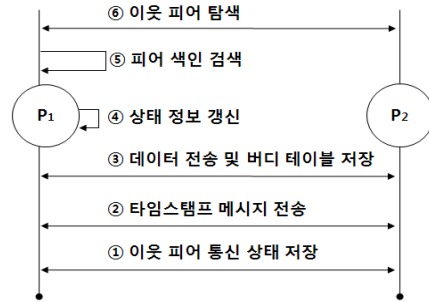 ⑥ 이웃 피어 탐색
⑤ 피어 색인 검색
P1
④ 상태 정보 갱신
P2
③ 데이터 전송 및 버디 테이블 저장
② 타임스탬프 메시지 전송
① 이웃 피어 통신 상태 저장